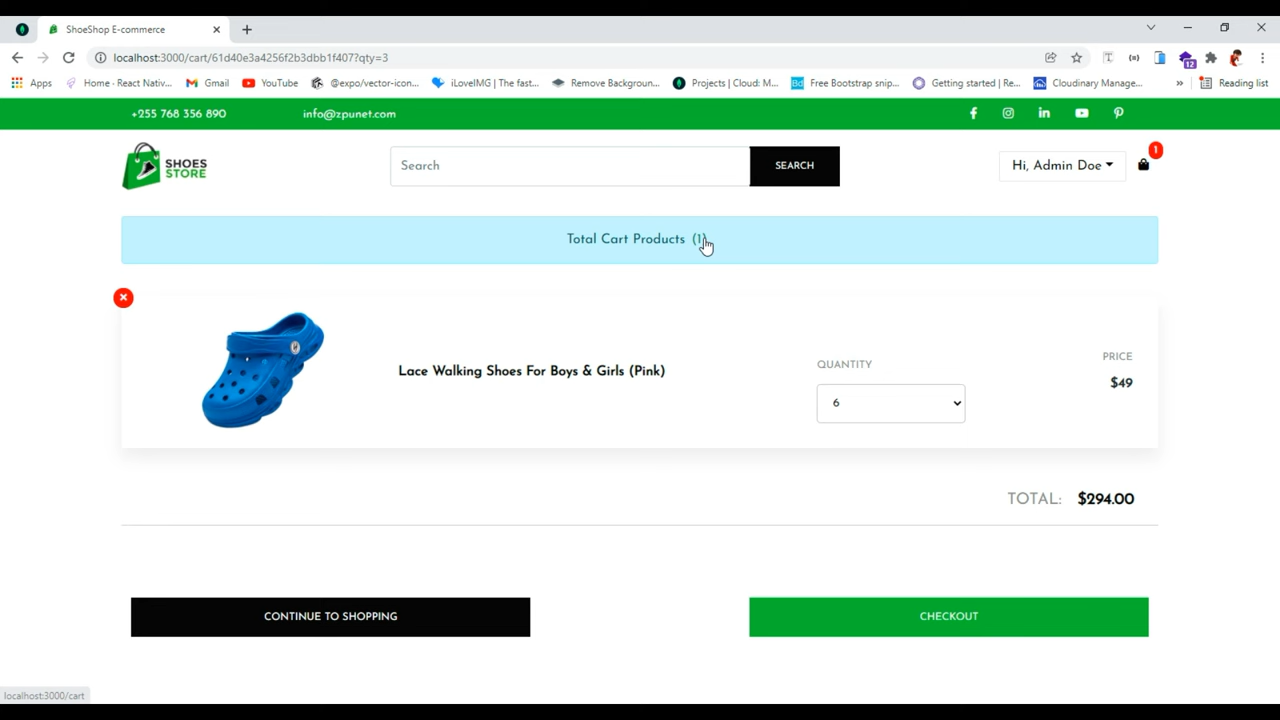 ShoeShop E-commerce
localhost:3000/cart/61d40e3a4256f2b3dbb1f407?qty=3
12
Apps
Home - React Nativ...
Gmail
YouTube
@expo/vector-icon...
iLoveIMG | The fast...
Remove Backgroun...
Projects | Cloud: M...
Bd Free Bootstrap snip...
Getting started | Re...
Cloudinary Manage...
»
Reading list
+255 768 356 890
info@zpunet.com
SHOES
STORE
Search
SEARCH
Hi, Admin Doe
1
Total Cart Products (1)
Lace Walking Shoes For Boys & Girls (Pink)
QUANTITY
6
PRICE
$49
TOTAL: $294.00
CONTINUE TO SHOPPING
CHECKOUT
localhost:3000/cart